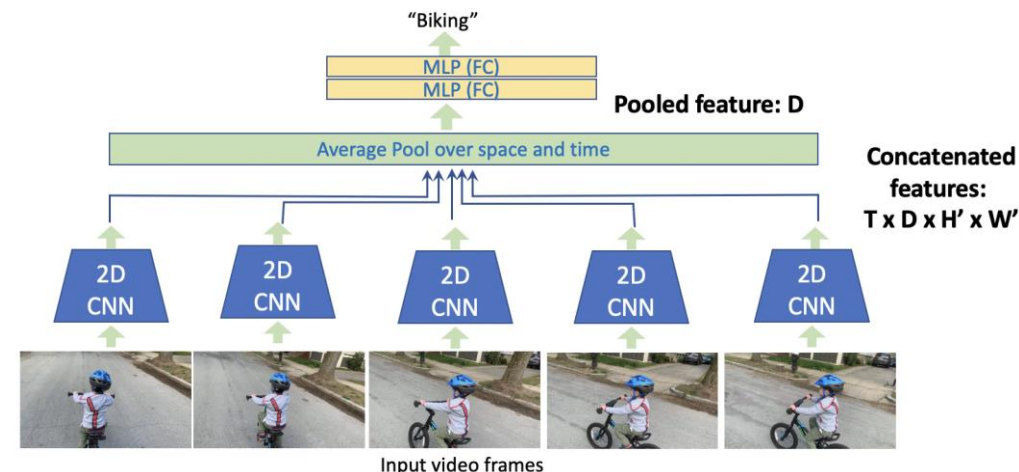 “Biking”
MLP (FC)
MLP (FC)
Pooled feature: D
Average Pool over space and time
Concatenated
features:
T x D x H’ x W’
2D
CNN
2D
CNN
2D
CNN
2D
CNN
2D
CNN
Input video frames